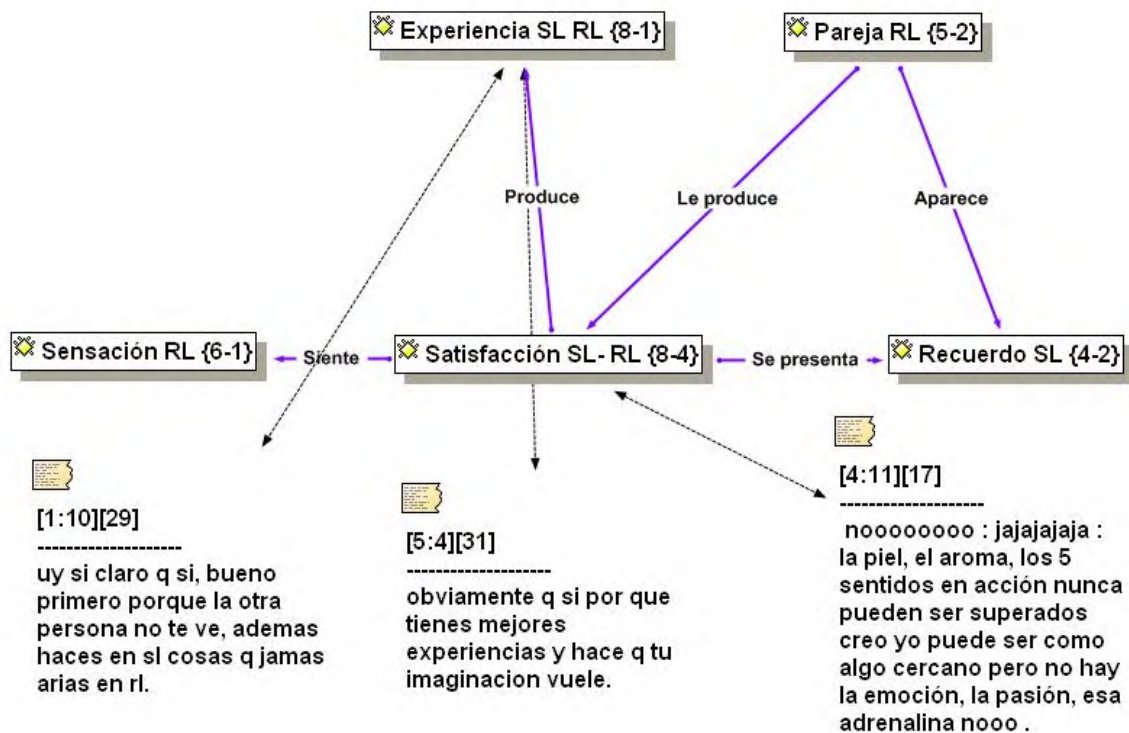 Experiencia SL RL {8-1}
Pareja RL {5-2}
Produce
Le produce
Aparece
Sensación RL {6-1}
Siente
Satisfacción SL- RL {8-4}
Se presenta
Recuerdo SL {4-2}
[1:10][29]
--------------------
uy si claro q si, bueno
primero porque la otra
persona no te ve, ademas
haces en sl cosas q jamas
arias en rl.
[5:4][31]
--------------------
obviamente q si por que
tienes mejores
experiencias y hace q tu
imaginacion vuele.
[4:11][17]
--------------------
nooooooooo : jajajajaja :
la piel, el aroma, los 5
sentidos en acción nunca
pueden ser superados
creo yo puede ser como
algo cercano pero no hay
la emoción, la pasión, esa
adrenalina nooo .